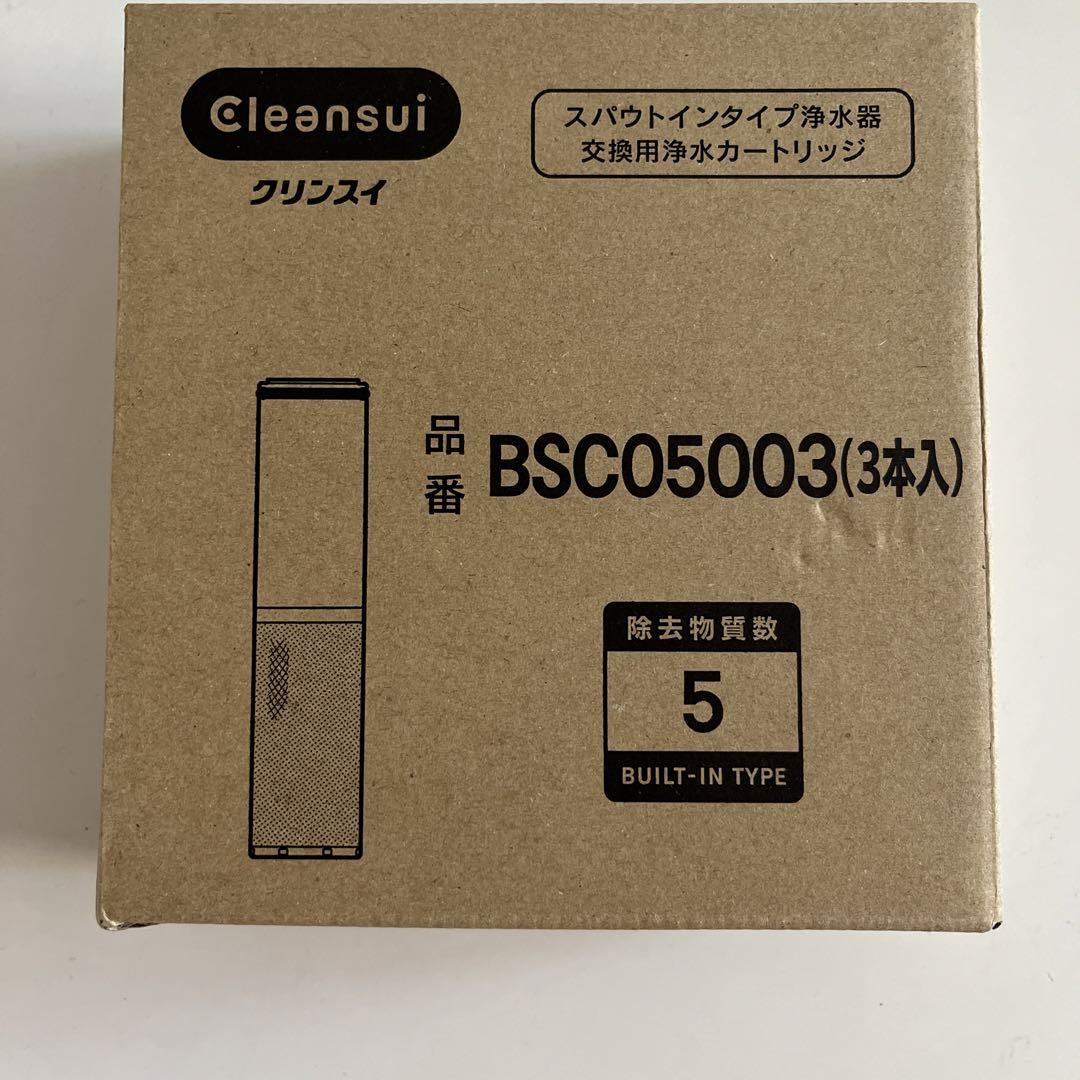 Cleansui
クリンスイ
スパウトインタイプ浄水器
交換用浄水カートリッジ
品番 BSC05003(3本入)
除去物質数
5
BUILT-IN TYPE